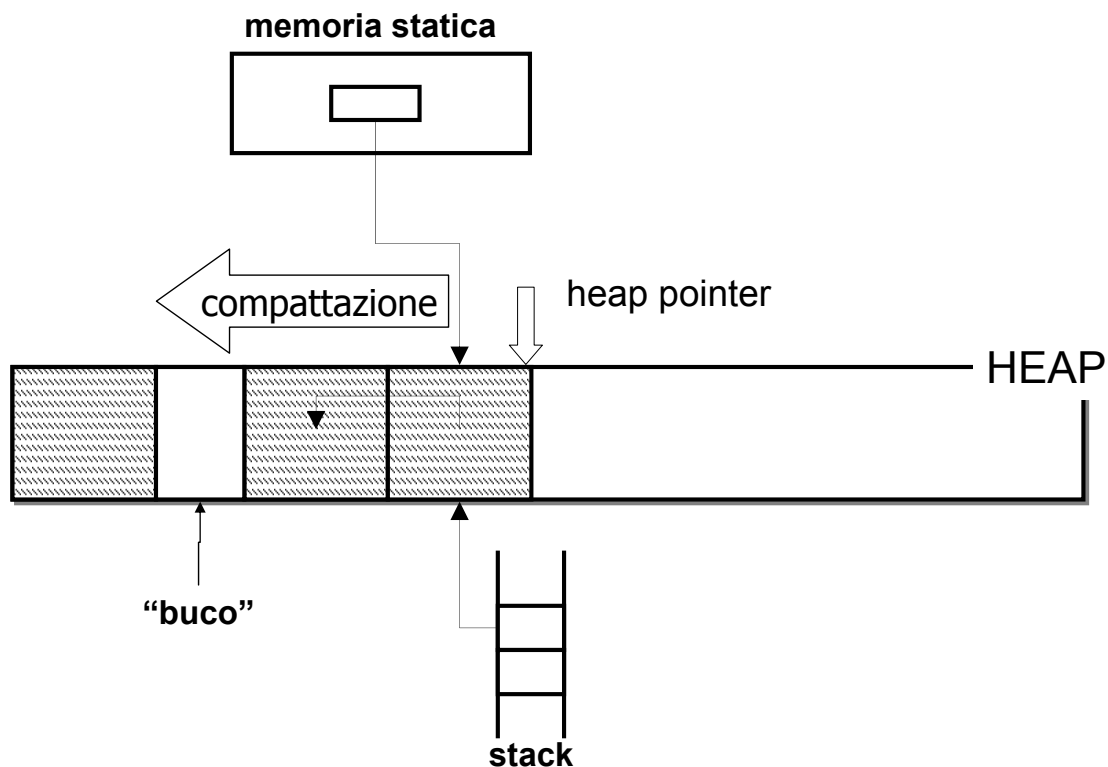 memoria statica
compattazione
heap pointer
HEAP
“buco”
stack